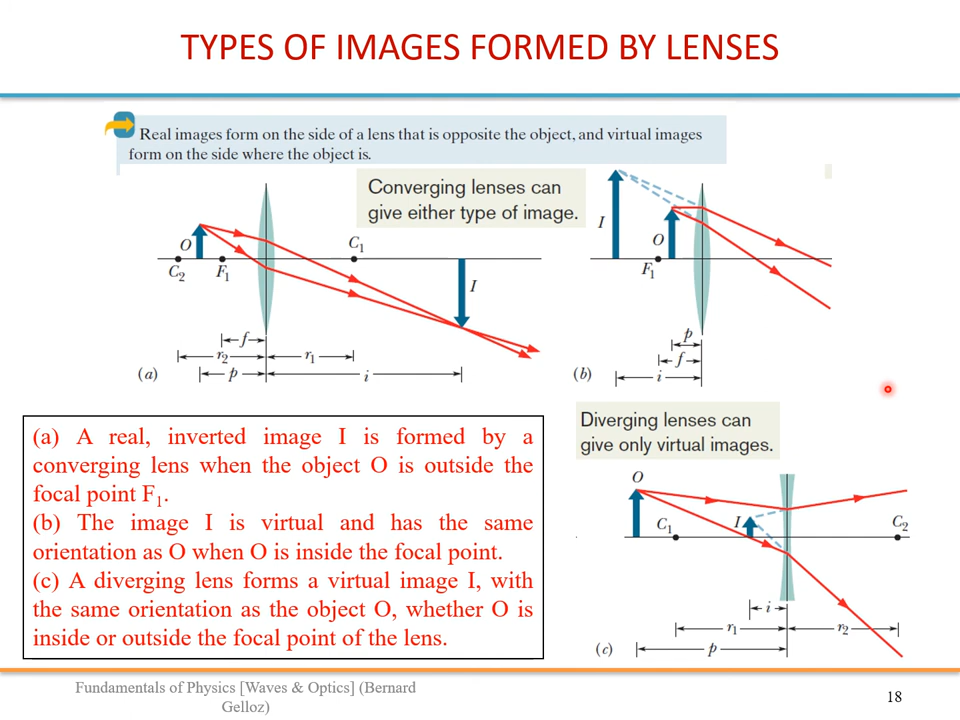 TYPES OF IMAGES FORMED BY LENSES
Real images form on the side of a lens that is opposite the object, and virtual images
form on the side where the object is.
Converging lenses can
give either type of image.
O
C₂
F₁
C₁
I
f
r₂
r₁
p
i
(a)
I
O
F₁
p
f
i
(b)
(a) A real, inverted image I is formed by a
converging lens when the object O is outside the
focal point F₁.
(b) The image I is virtual and has the same
orientation as O when O is inside the focal point.
(c) A diverging lens forms a virtual image I, with
the same orientation as the object O, whether O is
inside or outside the focal point of the lens.
Diverging lenses can
give only virtual images.
O
C₁
I
C₂
i
r₁
r₂
p
(c)
Fundamentals of Physics [Waves & Optics] (Bernard
Gelloz)
18